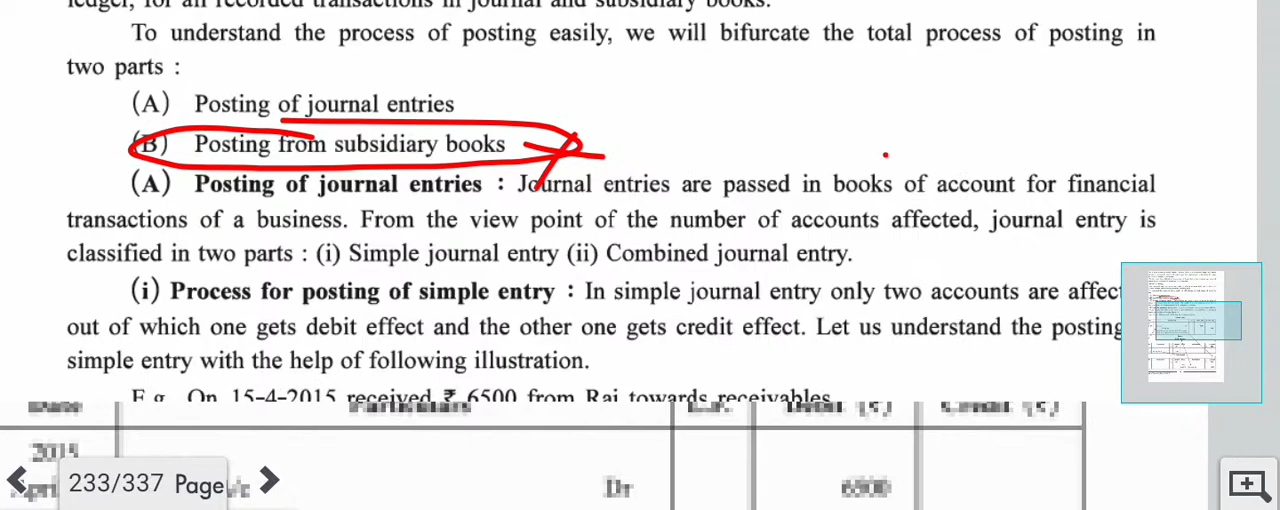 To understand the process of posting easily, we will bifurcate the total process of posting in
two parts :
(A) Posting of journal entries
(B) Posting from subsidiary books
(A) Posting of journal entries : Journal entries are passed in books of account for financial
transactions of a business. From the view point of the number of accounts affected, journal entry is
classified in two parts : (i) Simple journal entry (ii) Combined journal entry.
(i) Process for posting of simple entry : In simple journal entry only two accounts are affect
out of which one gets debit effect and the other one gets credit effect. Let us understand the posting
simple entry with the help of following illustration.
E.g. On 15-4-2015 received ₹ 6500 from Raj towards receivables
Date Particulars Debit (₹) Credit (₹)
2015
Dr 6500
233/337 Page